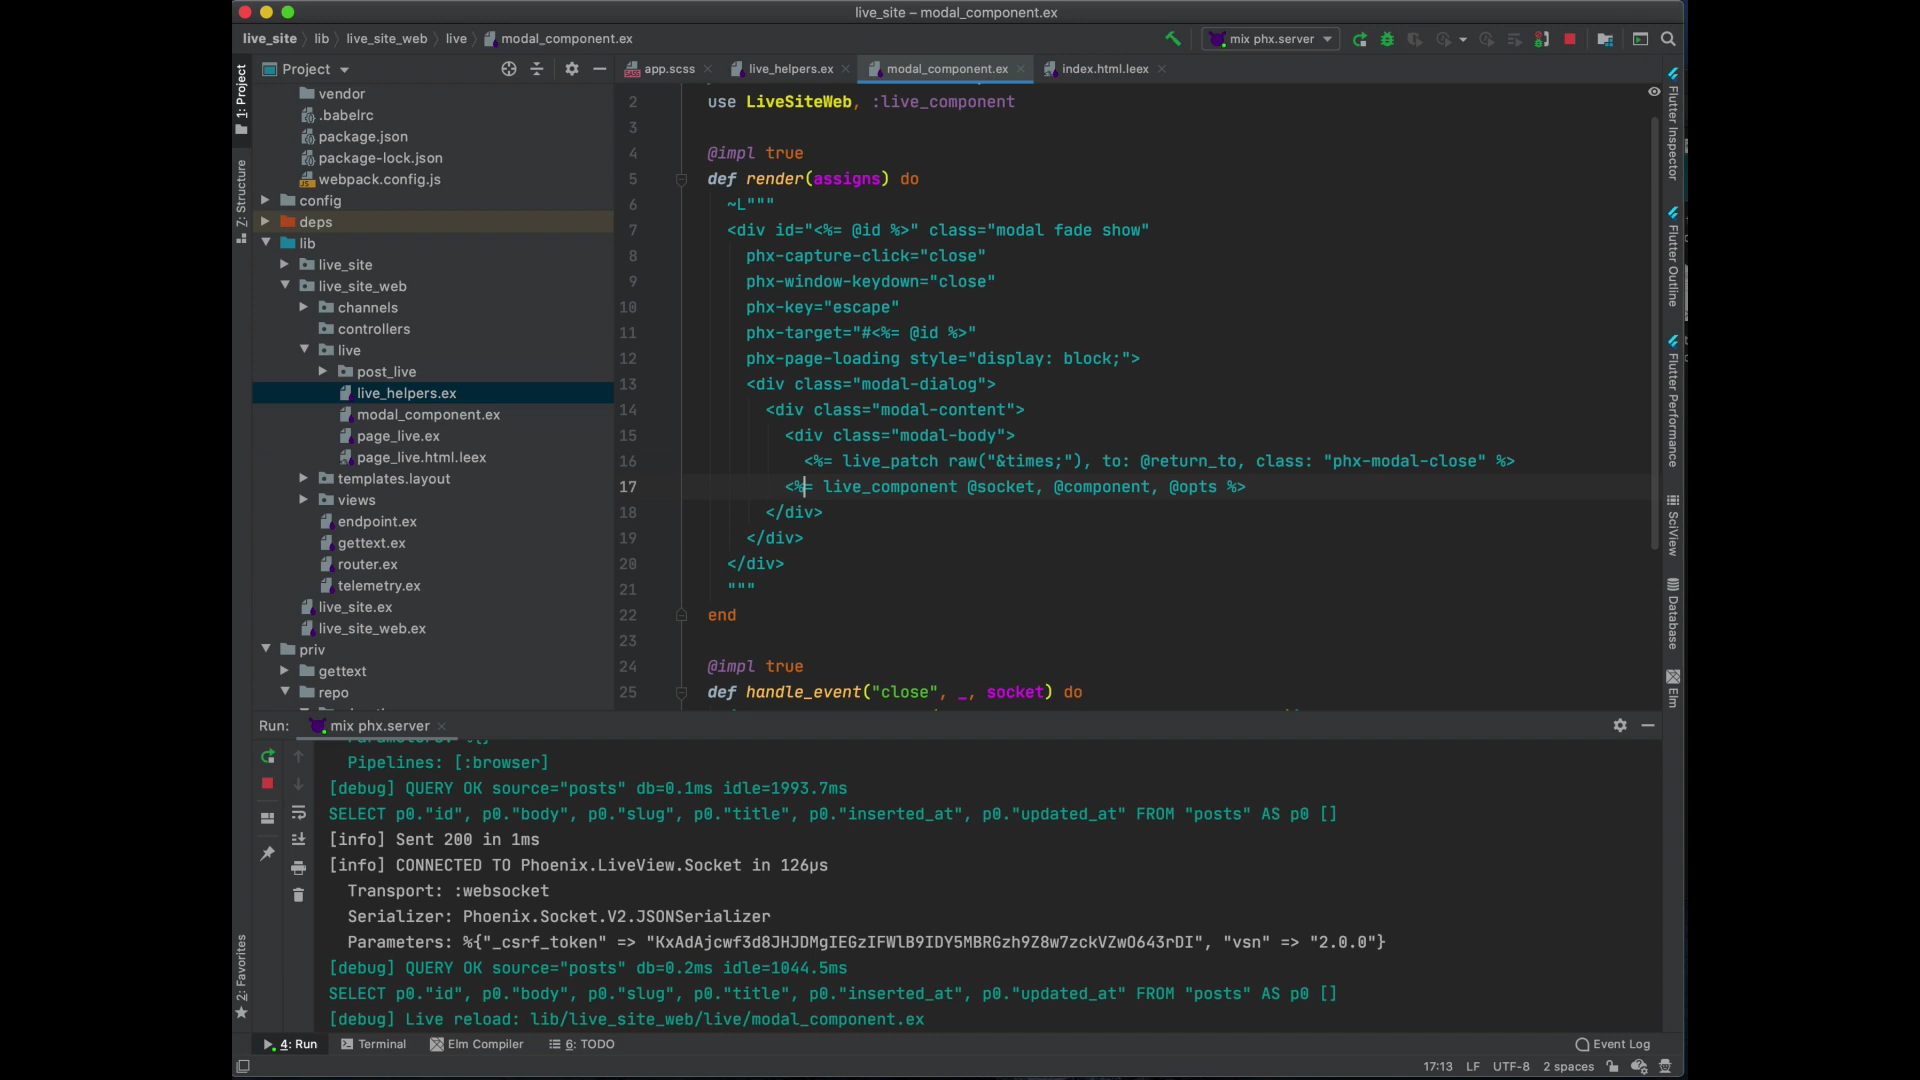 live_site – modal_component.ex
live_site
lib
live_site_web
live
modal_component.ex
mix phx.server
1: Project
Z: Structure
2: Favorites
Project
vendor
.babelrc
package.json
package-lock.json
webpack.config.js
config
deps
lib
live_site
live_site_web
channels
controllers
live
post_live
live_helpers.ex
modal_component.ex
page_live.ex
page_live.html.leex
templates.layout
views
endpoint.ex
gettext.ex
router.ex
telemetry.ex
live_site.ex
live_site_web.ex
priv
gettext
repo
app.scss
live_helpers.ex
modal_component.ex
index.html.leex
2 use LiveSiteWeb, :live_component
3
4 @impl true
5 def render(assigns) do
6 ~L"""
7 <div id="<%= @id %>" class="modal fade show"
8 phx-capture-click="close"
9 phx-window-keydown="close"
10 phx-key="escape"
11 phx-target="#<%= @id %>"
12 phx-page-loading style="display: block;">
13 <div class="modal-dialog">
14 <div class="modal-content">
15 <div class="modal-body">
16 <%= live_patch raw("&times;"), to: @return_to, class: "phx-modal-close" %>
17 <%= live_component @socket, @component, @opts %>
18 </div>
19 </div>
20 </div>
21 """
22 end
23
24 @impl true
25 def handle_event("close", _, socket) do
Flutter Inspector
Flutter Outline
Flutter Performance
SciView
Database
Elm
Run:
mix phx.server
Pipelines: [:browser]
[debug] QUERY OK source="posts" db=0.1ms idle=1993.7ms
SELECT p0."id", p0."body", p0."slug", p0."title", p0."inserted_at", p0."updated_at" FROM "posts" AS p0 []
[info] Sent 200 in 1ms
[info] CONNECTED TO Phoenix.LiveView.Socket in 126µs
Transport: :websocket
Serializer: Phoenix.Socket.V2.JSONSerializer
Parameters: %{"_csrf_token" => "KxAdAjcwf3d8JHJDMgIEGzIFWlB9IDY5MBRGzh9Z8w7zckVZwO643rDI", "vsn" => "2.0.0"}
[debug] QUERY OK source="posts" db=0.2ms idle=1044.5ms
SELECT p0."id", p0."body", p0."slug", p0."title", p0."inserted_at", p0."updated_at" FROM "posts" AS p0 []
[debug] Live reload: lib/live_site_web/live/modal_component.ex
4: Run
Terminal
Elm Compiler
6: TODO
Event Log
17:13
LF
UTF-8
2 spaces